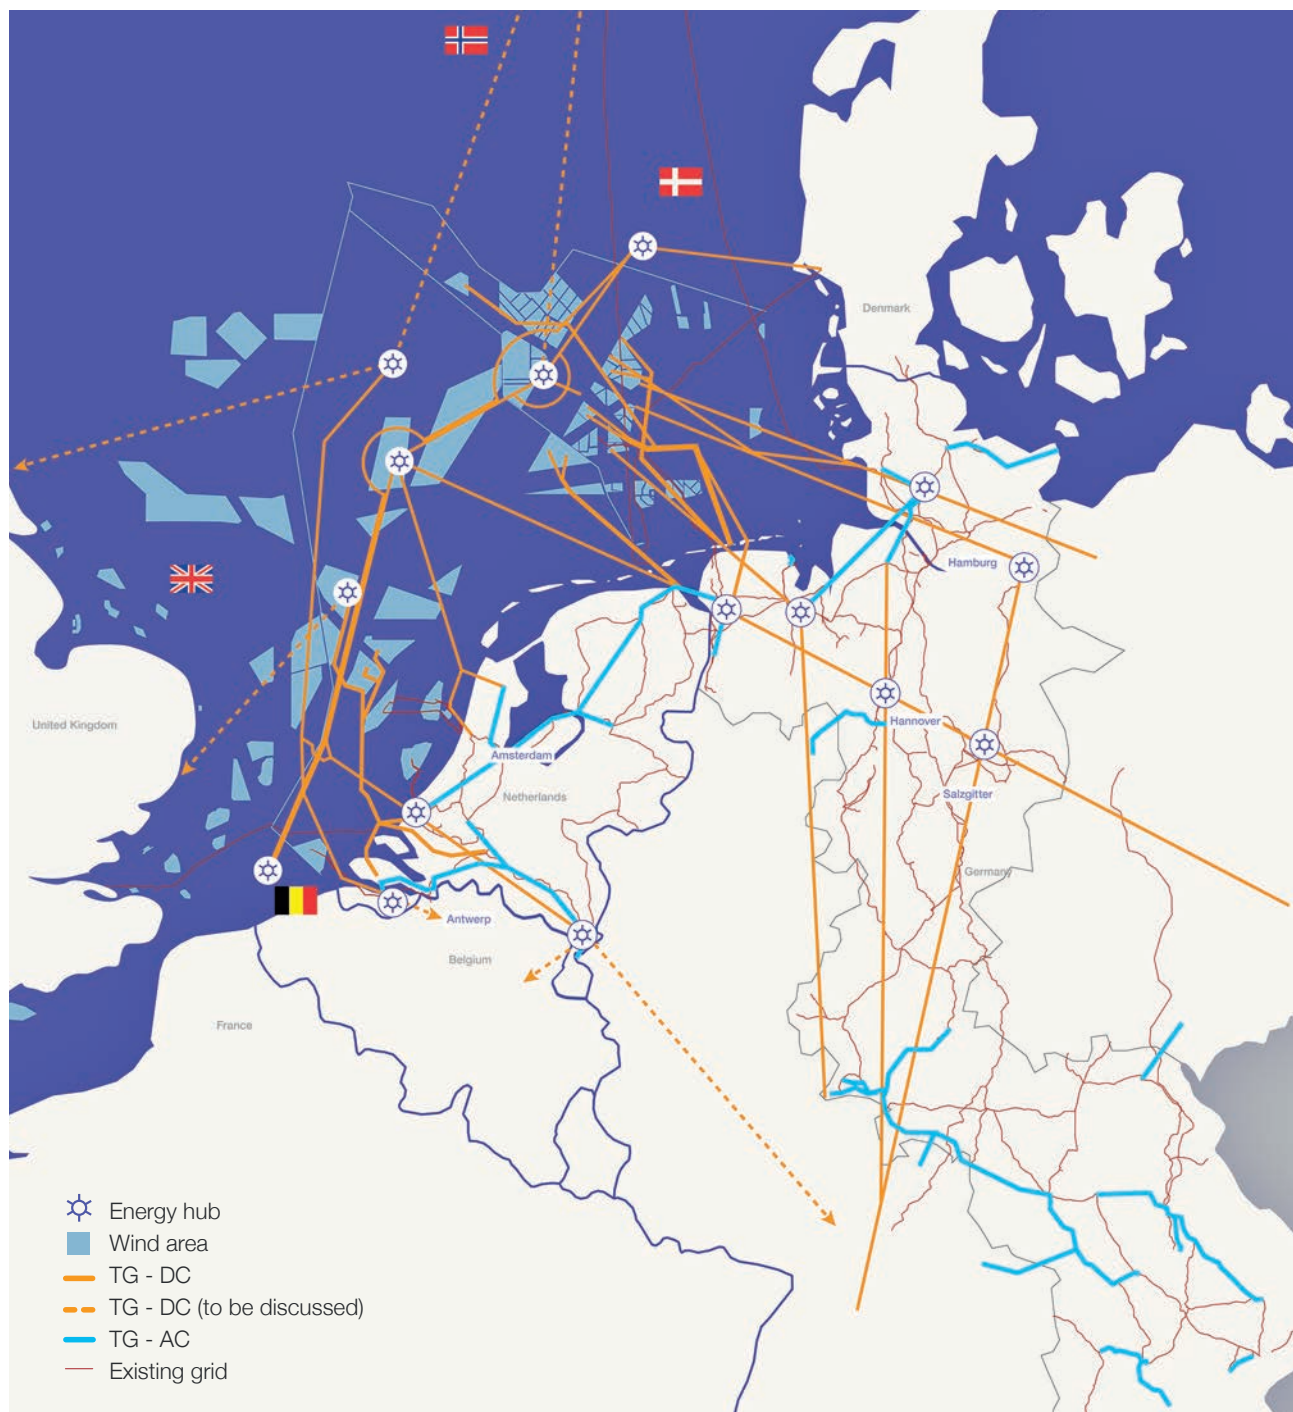 Denmark
Hamburg
United Kingdom
Hannover
Amsterdam
Netherlands
Salzgitter
Germany
Antwerp
Belgium
France
Energy hub
Wind area
TG - DC
TG - DC (to be discussed)
TG - AC
Existing grid